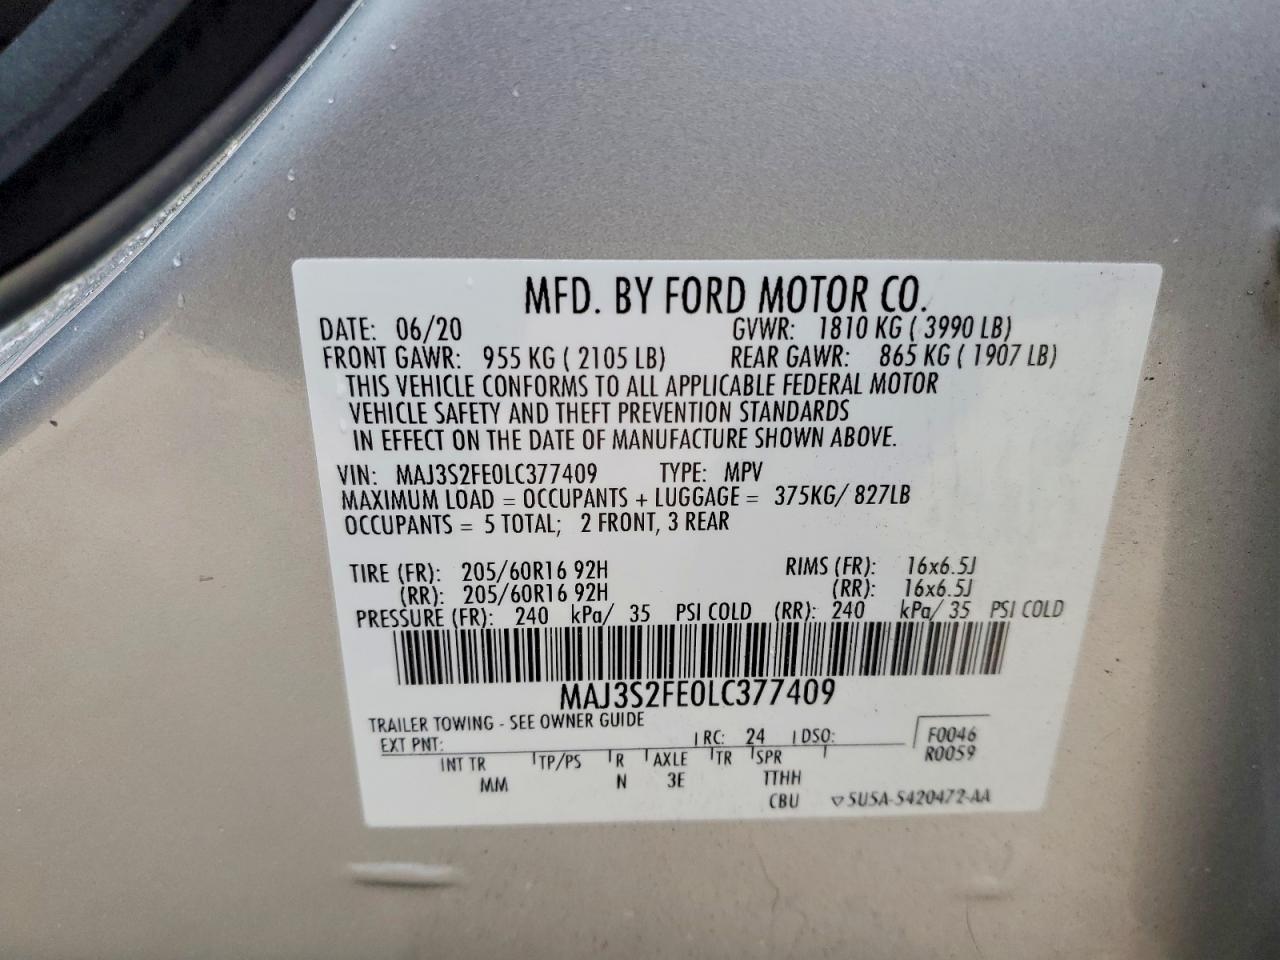 MFD. BY FORD MOTOR CO.
DATE: 06/20 GVWR: 1810 KG ( 3990 LB)
FRONT GAWR: 955 KG ( 2105 LB) REAR GAWR: 865 KG ( 1907 LB)
THIS VEHICLE CONFORMS TO ALL APPLICABLE FEDERAL MOTOR
VEHICLE SAFETY AND THEFT PREVENTION STANDARDS
IN EFFECT ON THE DATE OF MANUFACTURE SHOWN ABOVE.
VIN: MAJ3S2FE0LC377409 TYPE: MPV
MAXIMUM LOAD = OCCUPANTS + LUGGAGE = 375KG/ 827LB
OCCUPANTS = 5 TOTAL; 2 FRONT, 3 REAR
TIRE (FR): 205/60R16 92H RIMS (FR): 16x6.5J
(RR): 205/60R16 92H (RR): 16x6.5J
PRESSURE (FR): 240 kPa/ 35 PSI COLD (RR): 240 kPa/ 35 PSI COLD
MAJ3S2FE0LC377409
TRAILER TOWING - SEE OWNER GUIDE
EXT PNT: RC: 24 DSO: F0046
R0059
INT TR TP/PS R AXLE TR SPR
MM N 3E TTHH
CBU ▽5U5A-5420472-AA